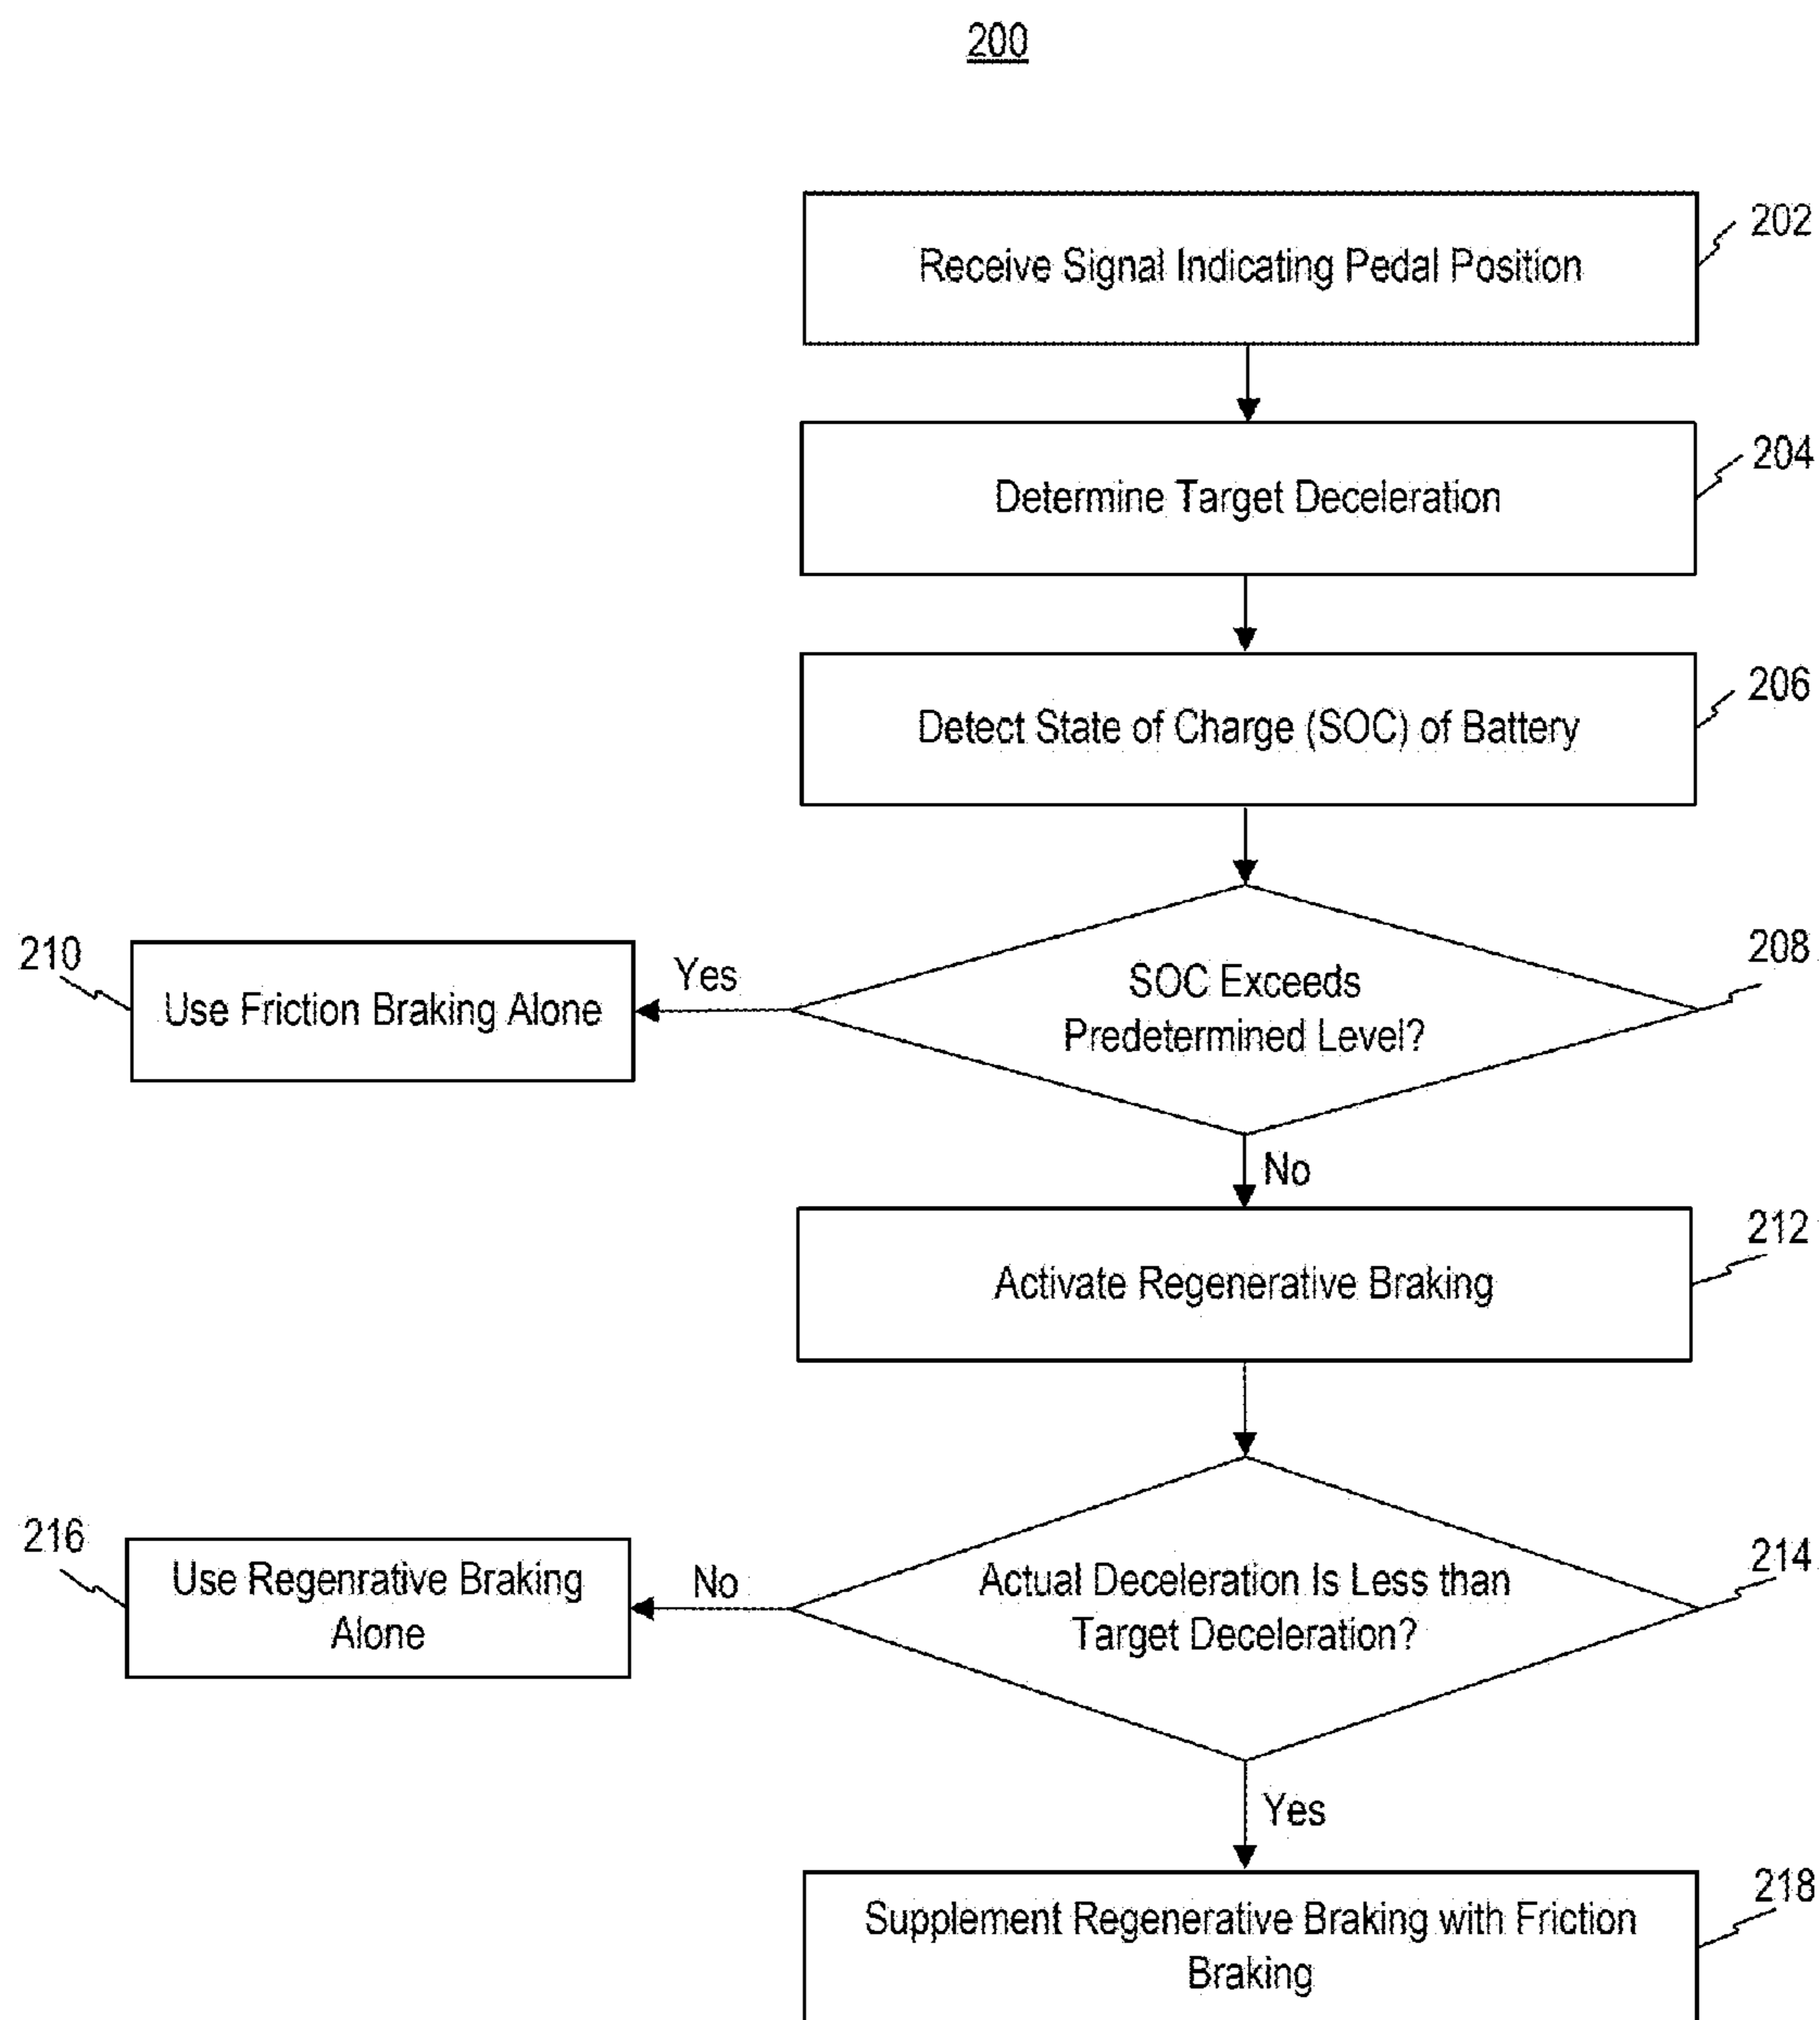 200
202
Receive Signal Indicating Pedal Position
204
Determine Target Deceleration
206
Detect State of Charge (SOC) of Battery
208
210
Yes
SOC Exceeds
Predetermined Level?
Use Friction Braking Alone
No
212
Activate Regenerative Braking
214
216
Use Regenrative Braking
Alone
No
Actual Deceleration Is Less than
Target Deceleration?
Yes
218
Supplement Regenerative Braking with Friction
Braking